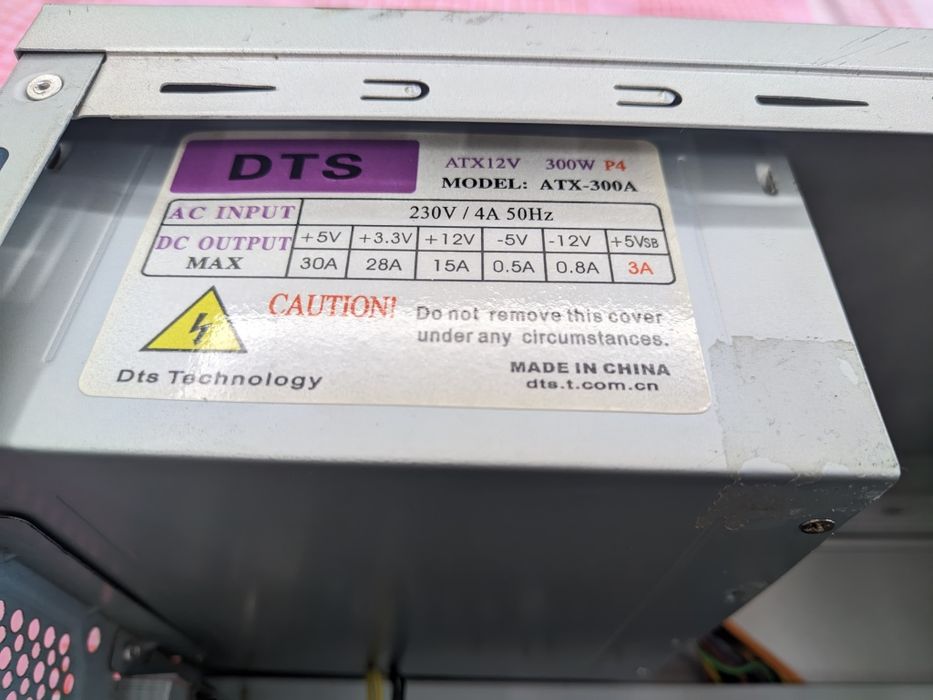 DTS
ATX12V 300W P4
MODEL: ATX-300A
AC INPUT 230V / 4A 50Hz
DC OUTPUT +5V +3.3V +12V -5V -12V +5VSB
MAX 30A 28A 15A 0.5A 0.8A 3A
CAUTION! Do not remove this cover
under any circumstances.
Dts Technology
MADE IN CHINA
dts.t.com.cn